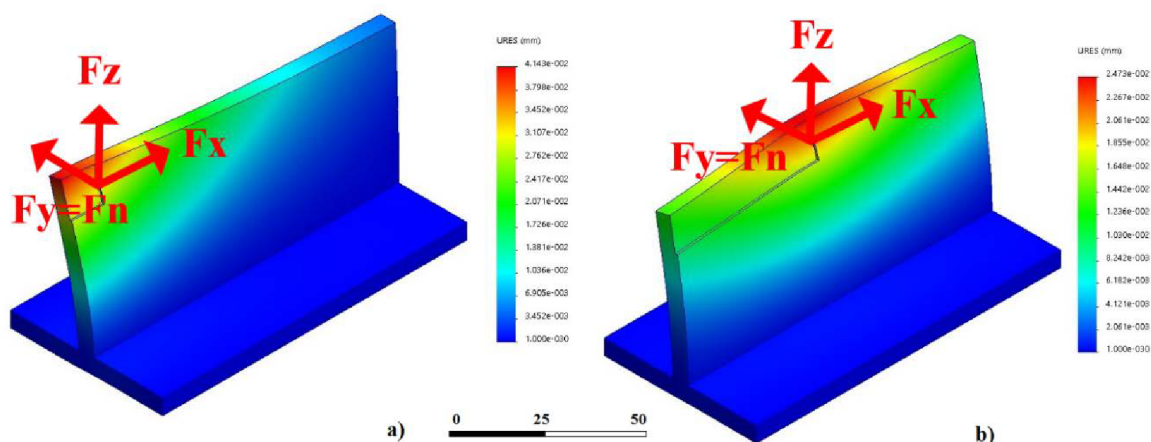 Fz
Fx
Fy=Fn
URES (mm)
4.143e-002
3.798e-002
3.452e-002
3.107e-002
2.762e-002
2.417e-002
2.071e-002
1.726e-002
1.381e-002
1.036e-002
6.905e-003
3.452e-003
1.000e-030
a)
0 25 50
Fz
Fx
Fy=Fn
URES (mm)
2.473e-002
2.267e-002
2.061e-002
1.855e-002
1.648e-002
1.442e-002
1.236e-002
1.030e-002
8.242e-003
6.182e-003
4.121e-003
2.061e-003
1.000e-030
b)